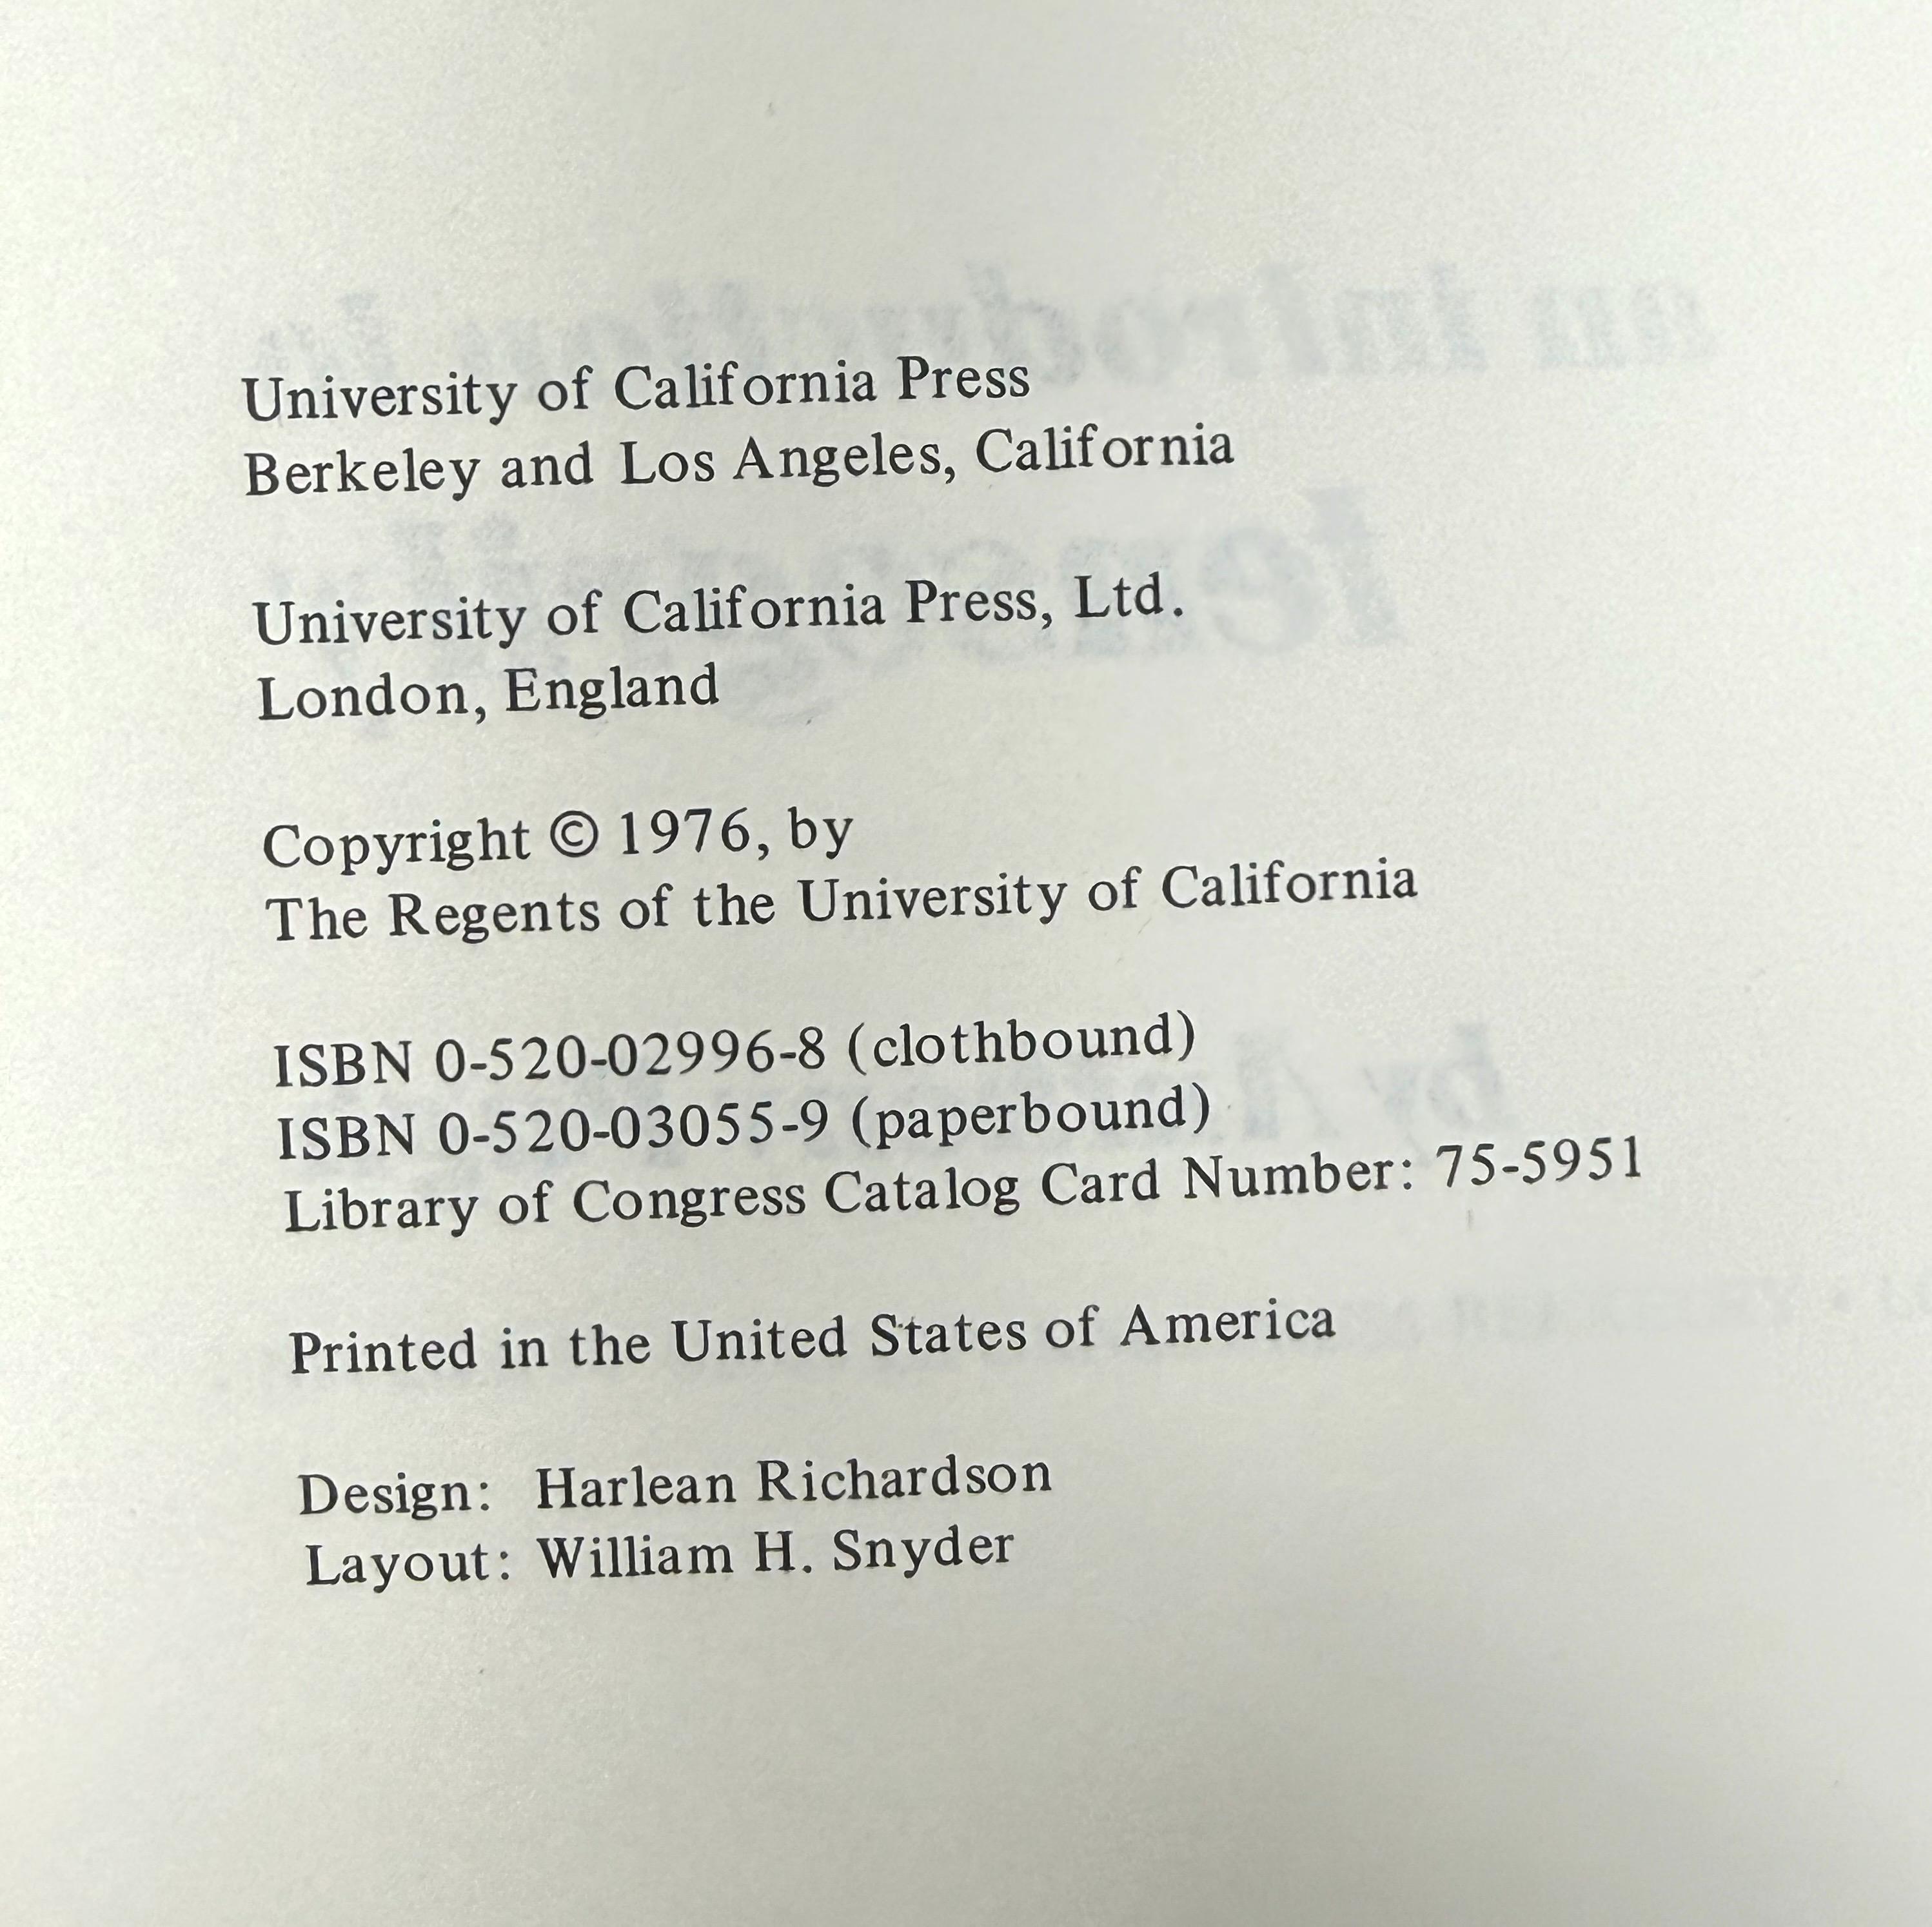 University of California Press
Berkeley and Los Angeles, California
University of California Press, Ltd.
London, England
Copyright © 1976, by
The Regents of the University of California
ISBN 0-520-02996-8 (clothbound)
ISBN 0-520-03055-9 (paperbound)
Library of Congress Catalog Card Number: 75-5951
Printed in the United States of America
Design: Harlean Richardson
Layout: William H. Snyder